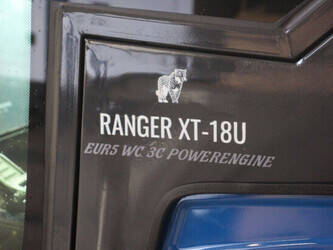 RANGER XT-18U
EUR5 WC 3C POWERENGINE